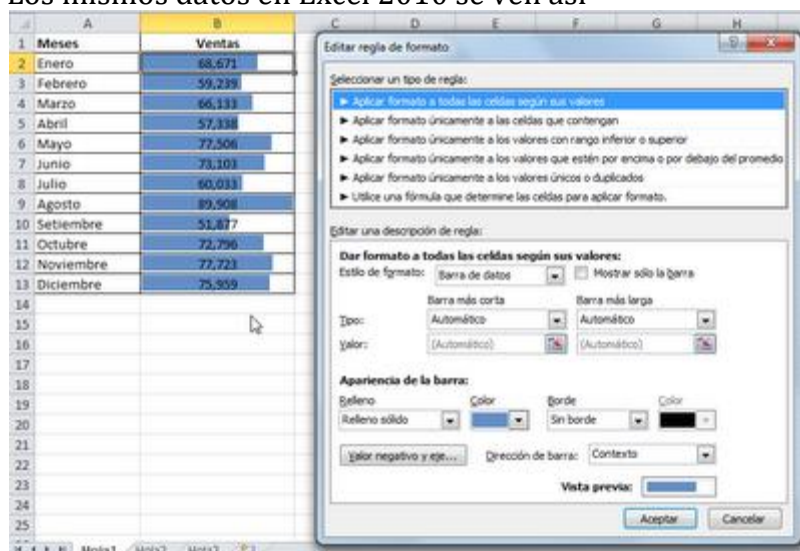 Los mismos datos en Excel 2010 se ven así
A B C D E F G H
1 Meses Ventas
2 Enero 68,671
3 Febrero 59,239
4 Marzo 66,133
5 Abril 57,338
6 Mayo 77,506
7 Junio 73,103
8 Julio 60,033
9 Agosto 89,908
10 Setiembre 51,877
11 Octubre 72,796
12 Noviembre 77,723
13 Diciembre 75,959
14
15
16
17
18
19
20
21
22
23
24
25
Hoja1 Hoja2 Hoja3
Editar regla de formato
Seleccionar un tipo de regla:
► Aplicar formato a todas las celdas según sus valores
► Aplicar formato únicamente a las celdas que contengan
► Aplicar formato únicamente a los valores con rango inferior o superior
► Aplicar formato únicamente a los valores que estén por encima o por debajo del promedio
► Aplicar formato únicamente a los valores únicos o duplicados
► Utilice una fórmula que determine las celdas para aplicar formato.
Editar una descripción de regla:
Dar formato a todas las celdas según sus valores:
Estilo de formato: Barra de datos Mostrar sólo la barra
Barra más corta Barra más larga
Tipo: Automático Automático
Valor: (Automático) (Automático)
Apariencia de la barra:
Relleno Color Borde Color
Relleno sólido Sin borde
Valor negativo y eje... Dirección de barra: Contexto
Vista previa:
Aceptar Cancelar